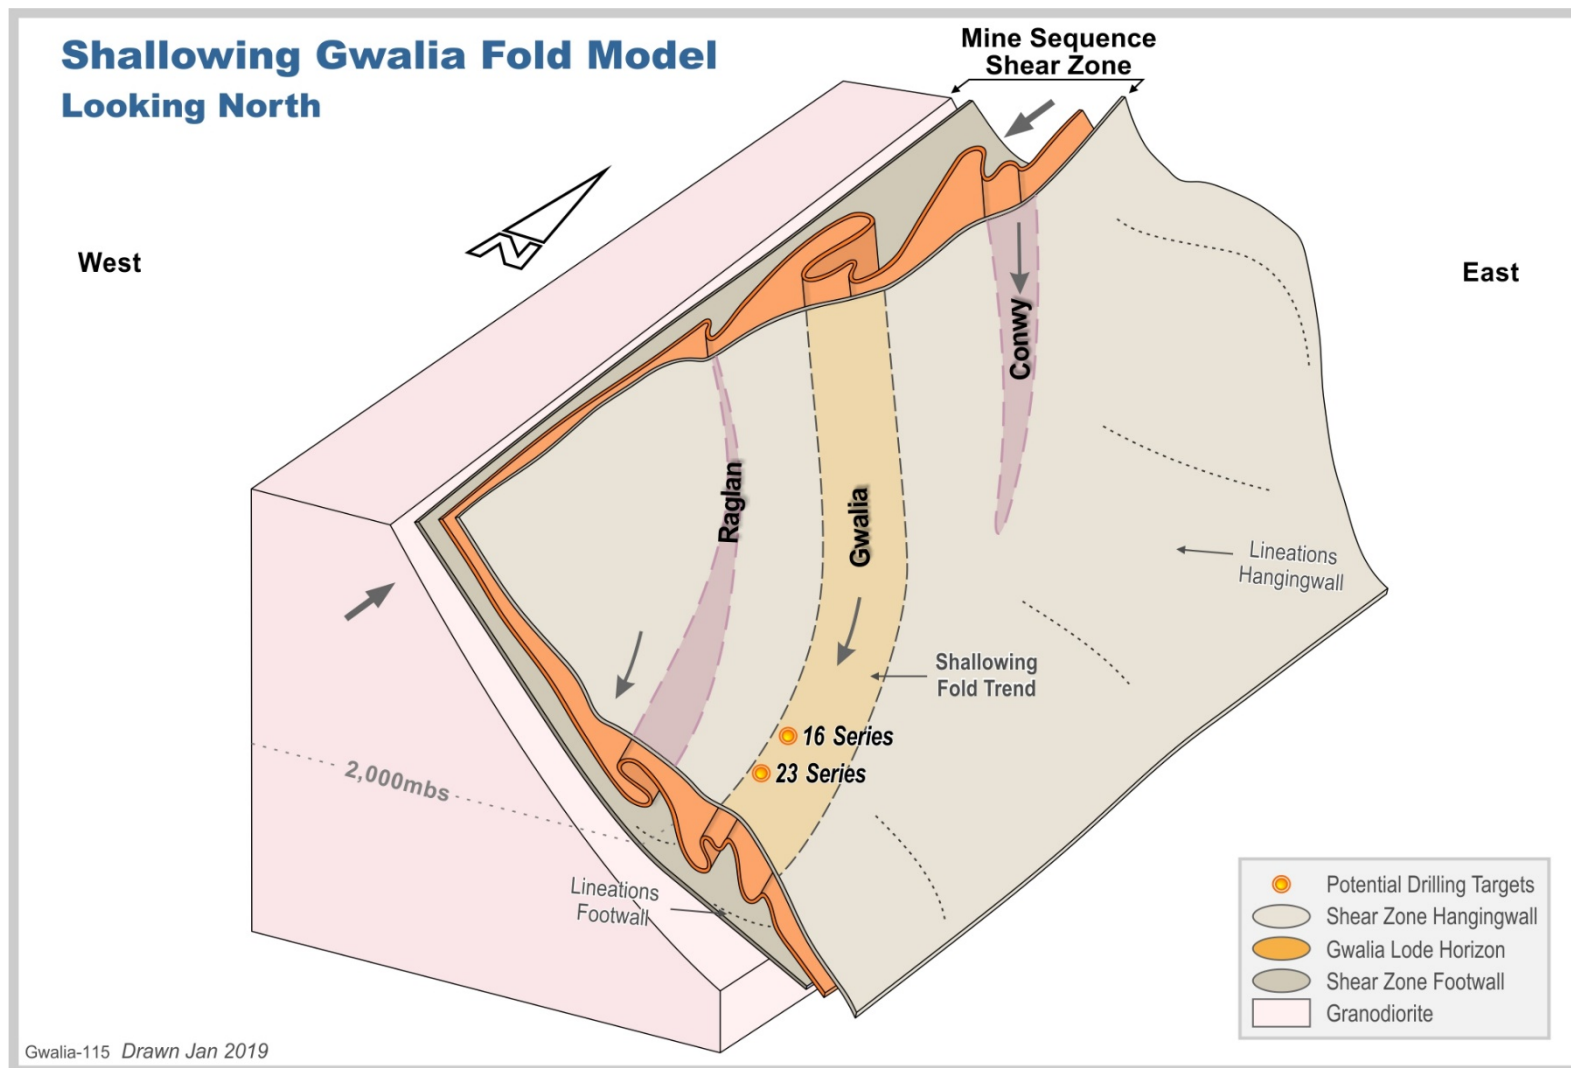 Shallowing Gwalia Fold Model
Looking North
Mine Sequence
Shear Zone
West
East
N
Conwy
Raglan
Gwalia
Lineations
Hangingwall
Shallowing
Fold Trend
16 Series
23 Series
2,000mbs
Lineations
Footwall
Potential Drilling Targets
Shear Zone Hangingwall
Gwalia Lode Horizon
Shear Zone Footwall
Granodiorite
Gwalia-115 Drawn Jan 2019